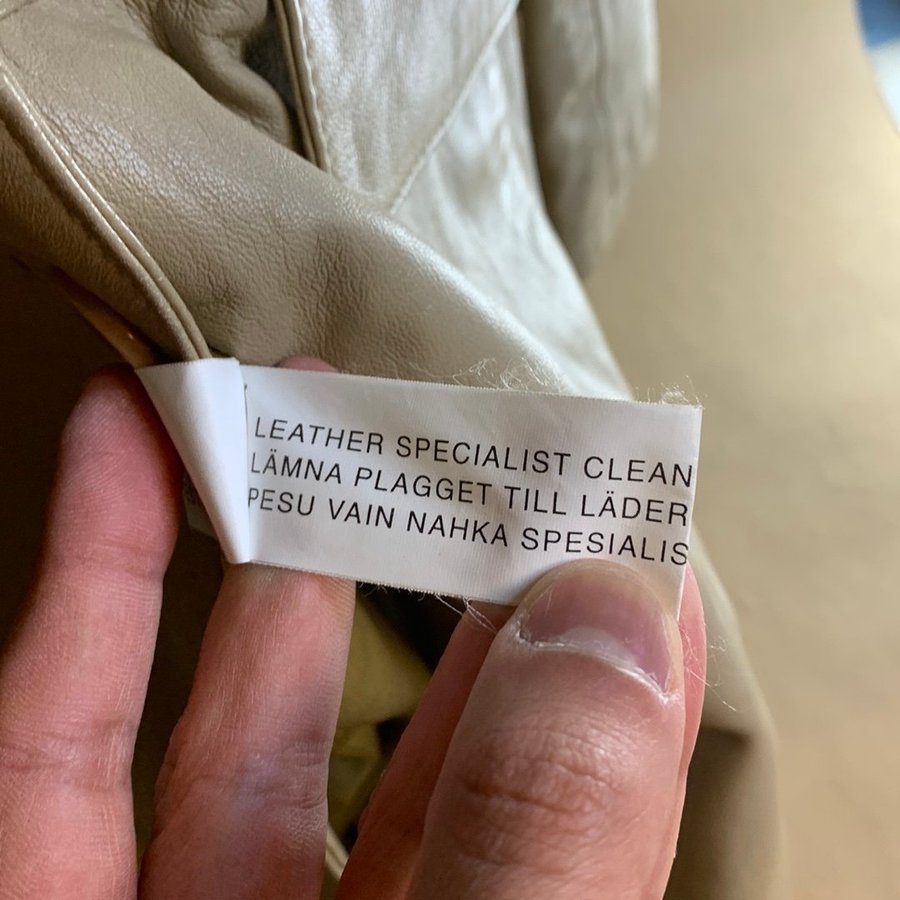 LEATHER SPECIALIST CLEAN
LÄMNA PLAGGET TILL LÄDER
PESU VAIN NAHKA SPESIALIS